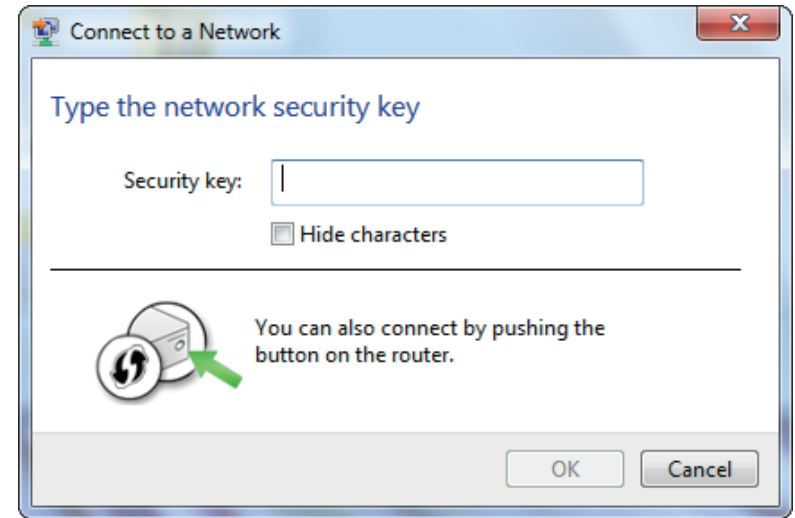 Connect to a Network
Type the network security key
Security key:
Hide characters
You can also connect by pushing the
button on the router.
OK
Cancel